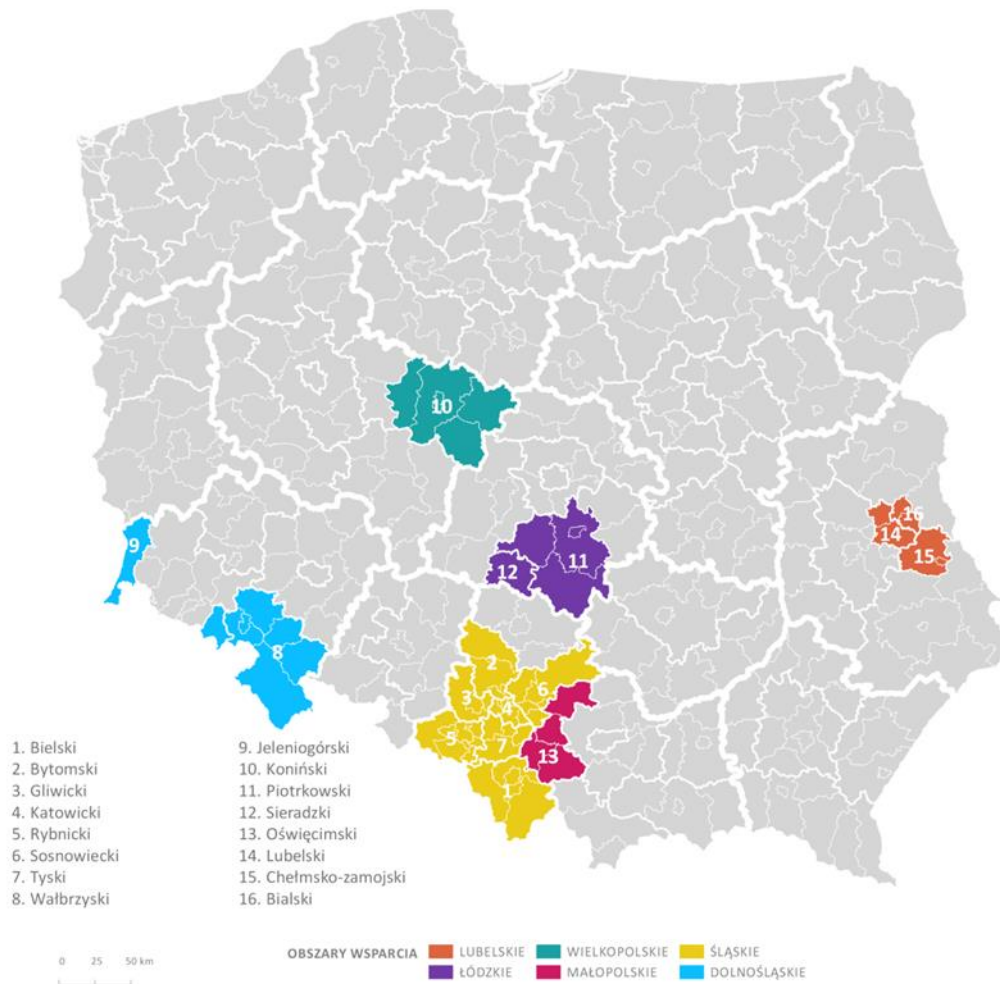 10
16
14
15
9
11
12
8
2
6
3
4
5
7
13
1
1. Bielski
2. Bytomski
3. Gliwicki
4. Katowicki
5. Rybnicki
6. Sosnowiecki
7. Tyski
8. Wałbrzyski
9. Jeleniogórski
10. Koniński
11. Piotrkowski
12. Sieradzki
13. Oświęcimski
14. Lubelski
15. Chełmsko-zamojski
16. Bialski
0 25 50 km
OBSZARY WSPARCIA LUBELSKIE WIELKOPOLSKIE ŚLĄSKIE
ŁÓDZKIE MAŁOPOLSKIE DOLNOŚLĄSKIE